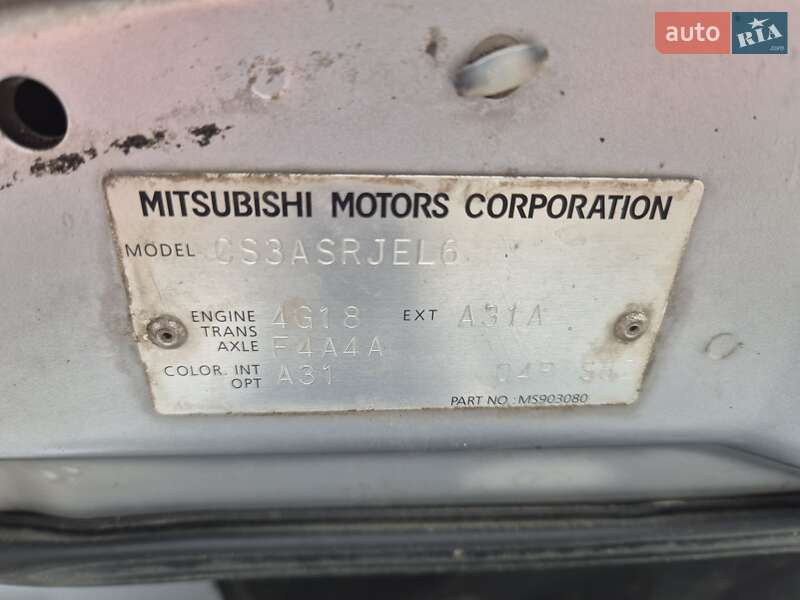 auto RIA.com
MITSUBISHI MOTORS CORPORATION
MODEL CS3ASRJEL6
ENGINE 4G18 EXT A31A
TRANS
AXLE F4A4A
COLOR. INT
OPT A31
PART NO : MS903080